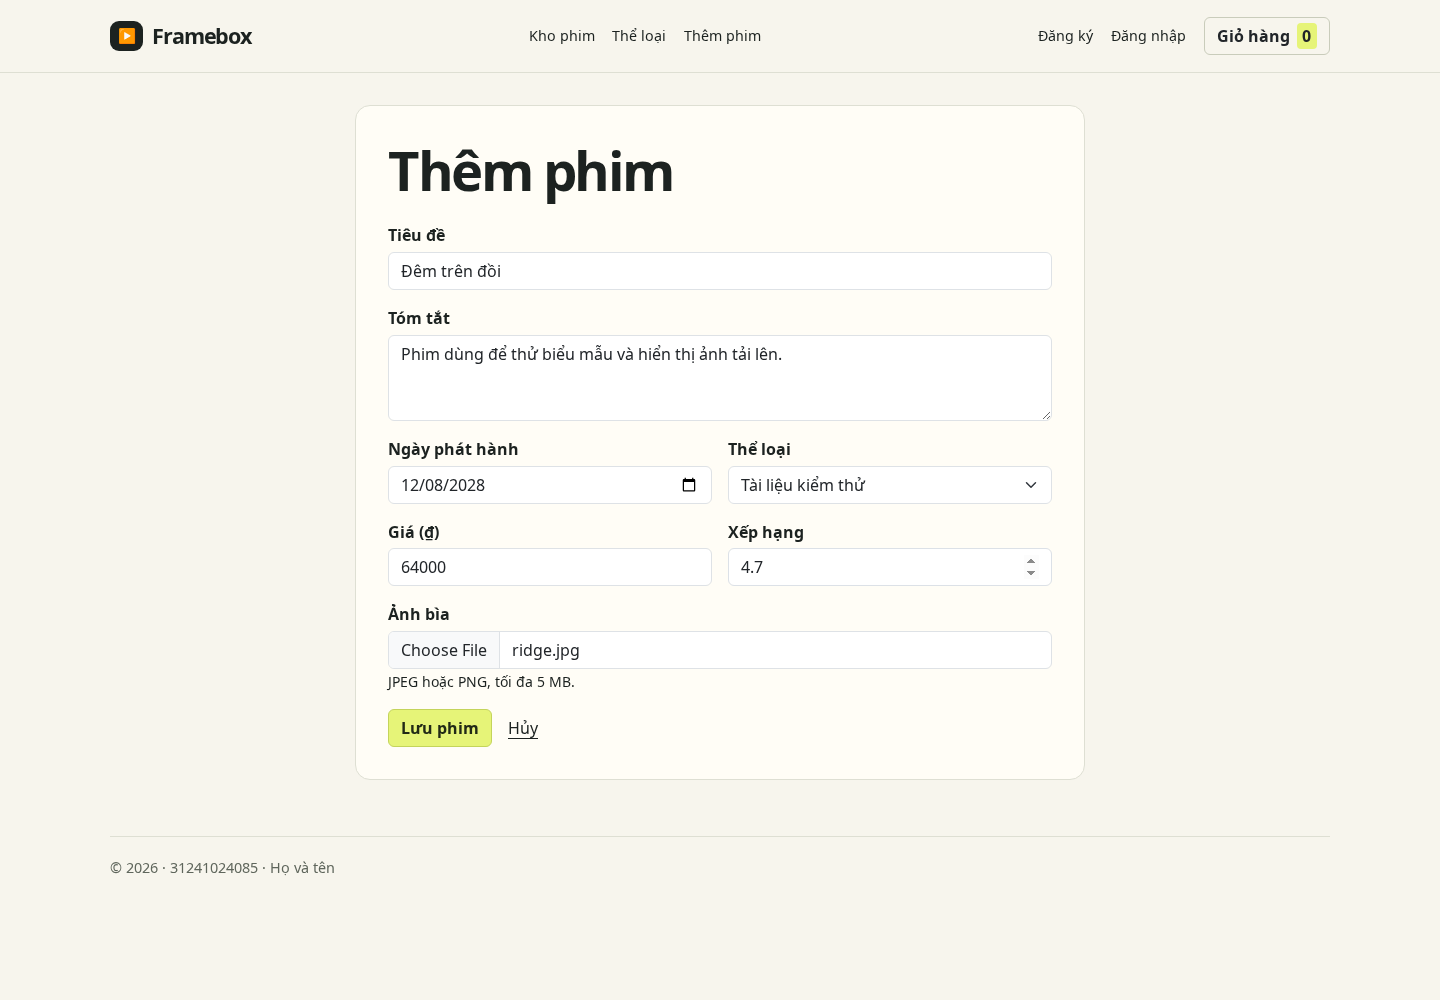 Framebox
Kho phim Thể loại Thêm phim
Đăng ký Đăng nhập Giỏ hàng 0
Thêm phim
Tiêu đề
Đêm trên đồi
Tóm tắt
Phim dùng để thử biểu mẫu và hiển thị ảnh tải lên.
Ngày phát hành Thể loại
12/08/2028 Tài liệu kiểm thử
Giá (₫) Xếp hạng
64000 4.7
Ảnh bìa
Choose File ridge.jpg
JPEG hoặc PNG, tối đa 5 MB.
Lưu phim Hủy
© 2026 · 31241024085 · Họ và tên